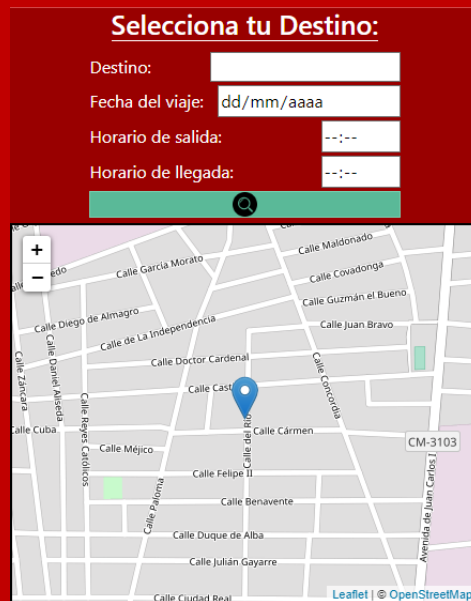 Selecciona tu Destino:
Destino:
Fecha del viaje: dd/mm/aaaa
Horario de salida: --:--
Horario de llegada: --:--
+
−
Calle Maldonado
Calle García Morato
Calle Covadonga
Calle Guzmán el Bueno
Calle Diego de Almagro
Calle de La Independencia
Calle Juan Bravo
Calle Záncara
Calle Daniel Aliseda
Calle Doctor Cardenal
Calle Concordia
Calle Reyes Católicos
Calle Cuba
Calle Cármen
CM-3103
Calle Méjico
Calle Felipe II
Calle Paloma
Calle Benavente
Avenida de Juan Carlos I
Calle Duque de Alba
Calle Julián Gayarre
Calle Ciudad Real
Leaflet | © OpenStreetMap